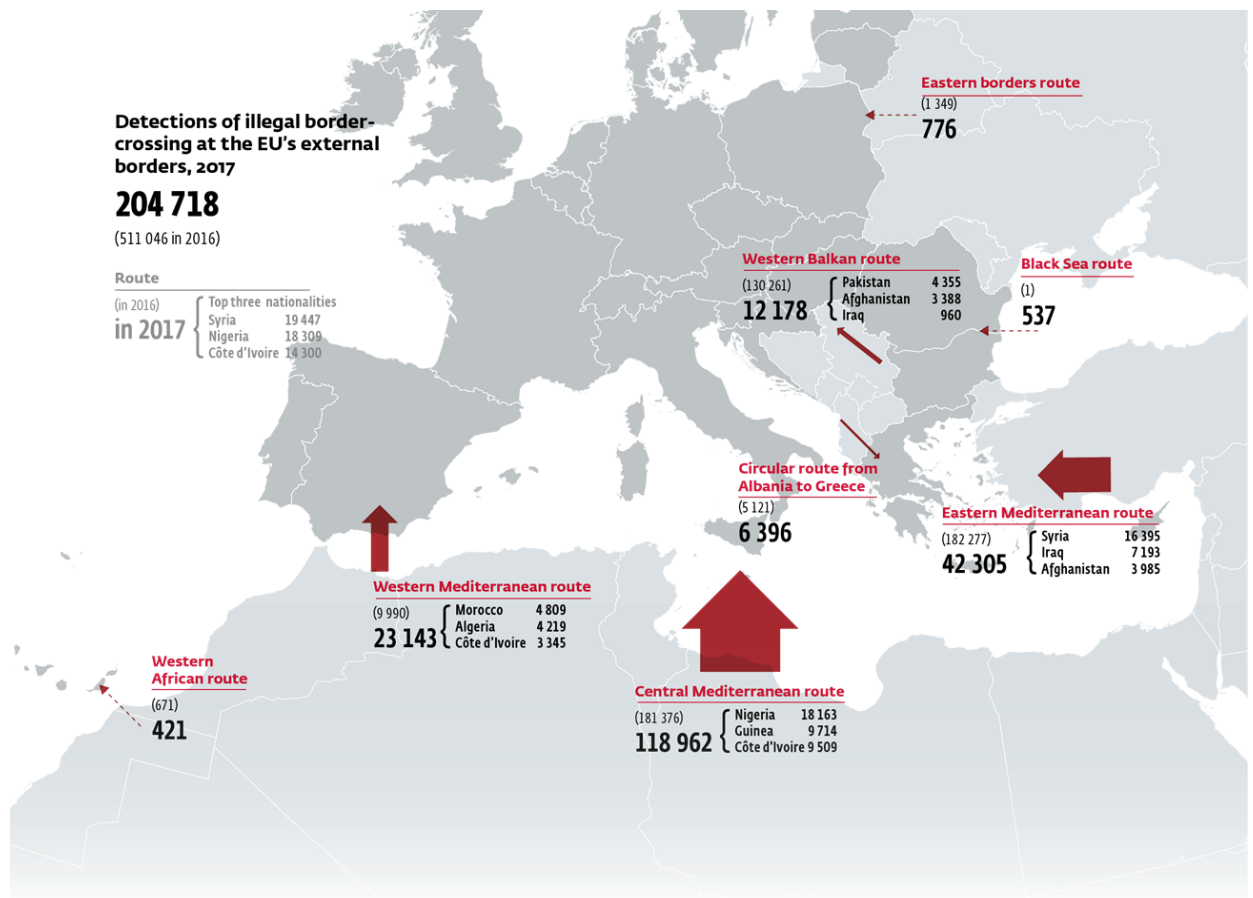 Detections of illegal border-
crossing at the EU's external
borders, 2017
204 718
(511 046 in 2016)
Route
(in 2016)
in 2017
Top three nationalities
Syria 19 447
Nigeria 18 309
Côte d'Ivoire 14 300
Eastern borders route
(1 349)
776
Western Balkan route
(130 261)
12 178
Pakistan 4 355
Afghanistan 3 388
Iraq 960
Black Sea route
(1)
537
Circular route from
Albania to Greece
(5 121)
6 396
Eastern Mediterranean route
(182 277)
42 305
Syria 16 395
Iraq 7 193
Afghanistan 3 985
Western Mediterranean route
(9 990)
23 143
Morocco 4 809
Algeria 4 219
Côte d'Ivoire 3 345
Western
African route
(671)
421
Central Mediterranean route
(181 376)
118 962
Nigeria 18 163
Guinea 9 714
Côte d'Ivoire 9 509